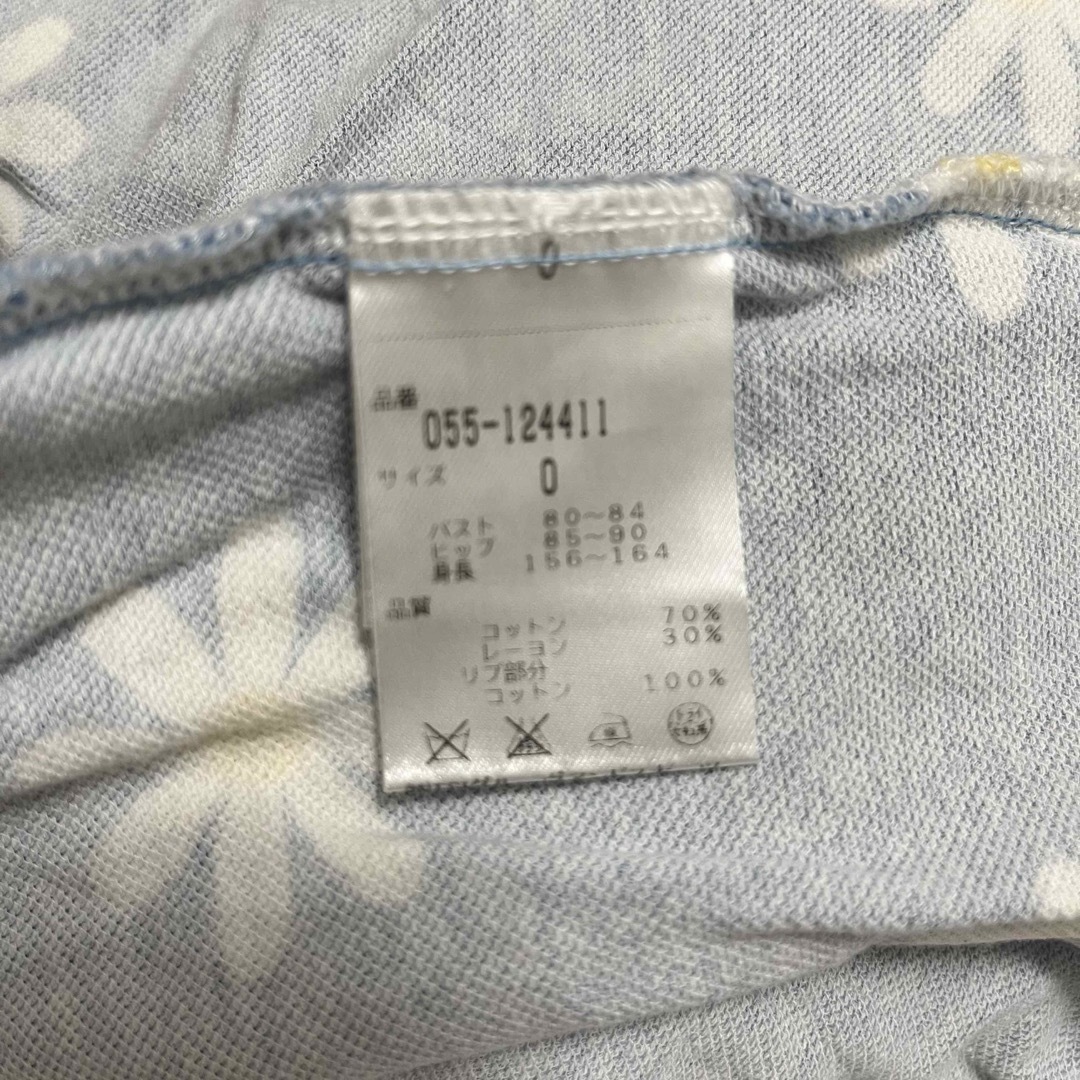 0
品番
055-124411
サイズ 0
バスト 80〜84
ヒップ 85〜90
身長 156〜164
品質
コットン 70%
レーヨン 30%
リブ部分
コットン 100%